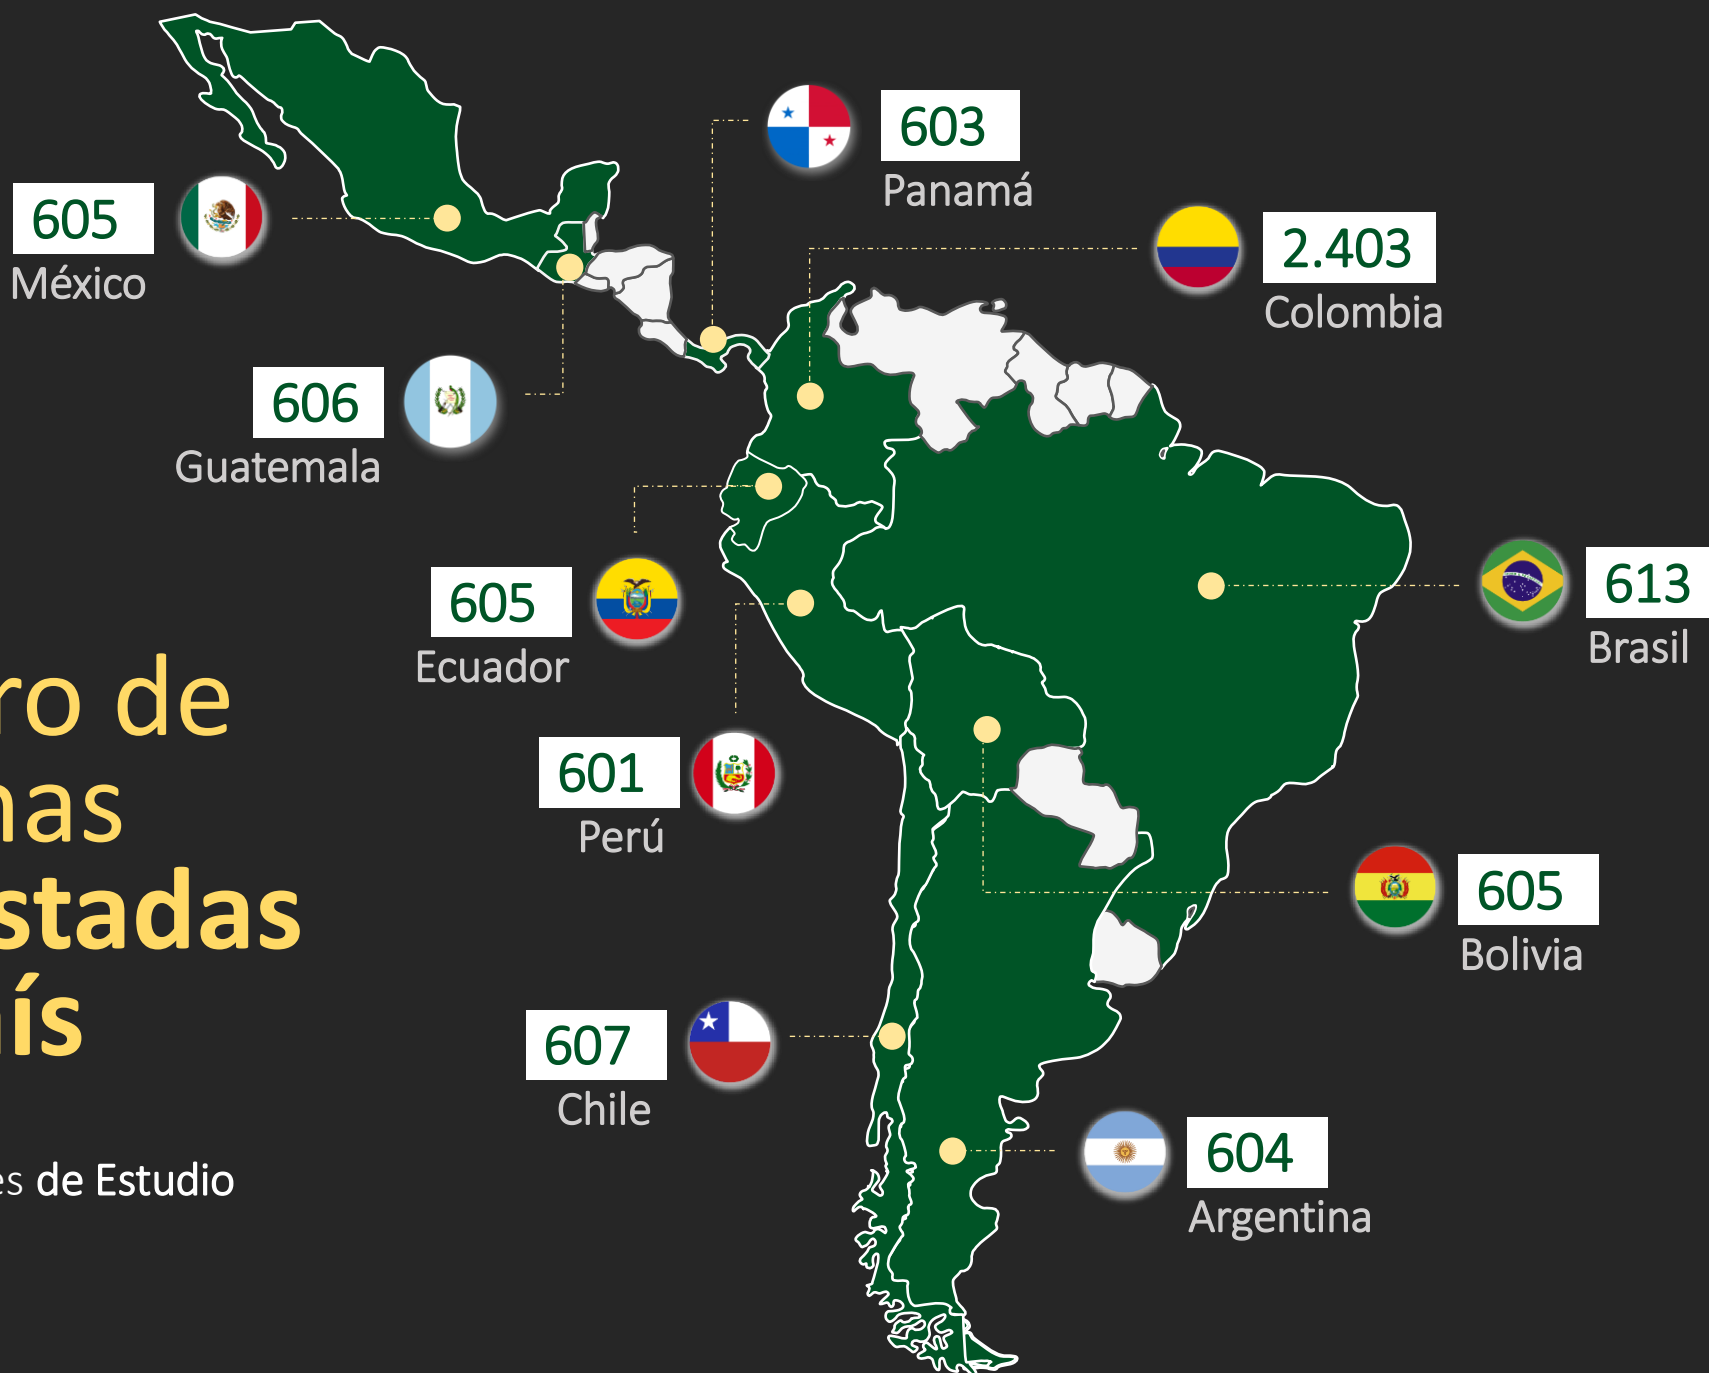 603
Panamá
605
México
2.403
Colombia
606
Guatemala
605
Ecuador
613
Brasil
ro de
nas
stadas
ís
601
Perú
605
Bolivia
607
Chile
604
Argentina
es de Estudio